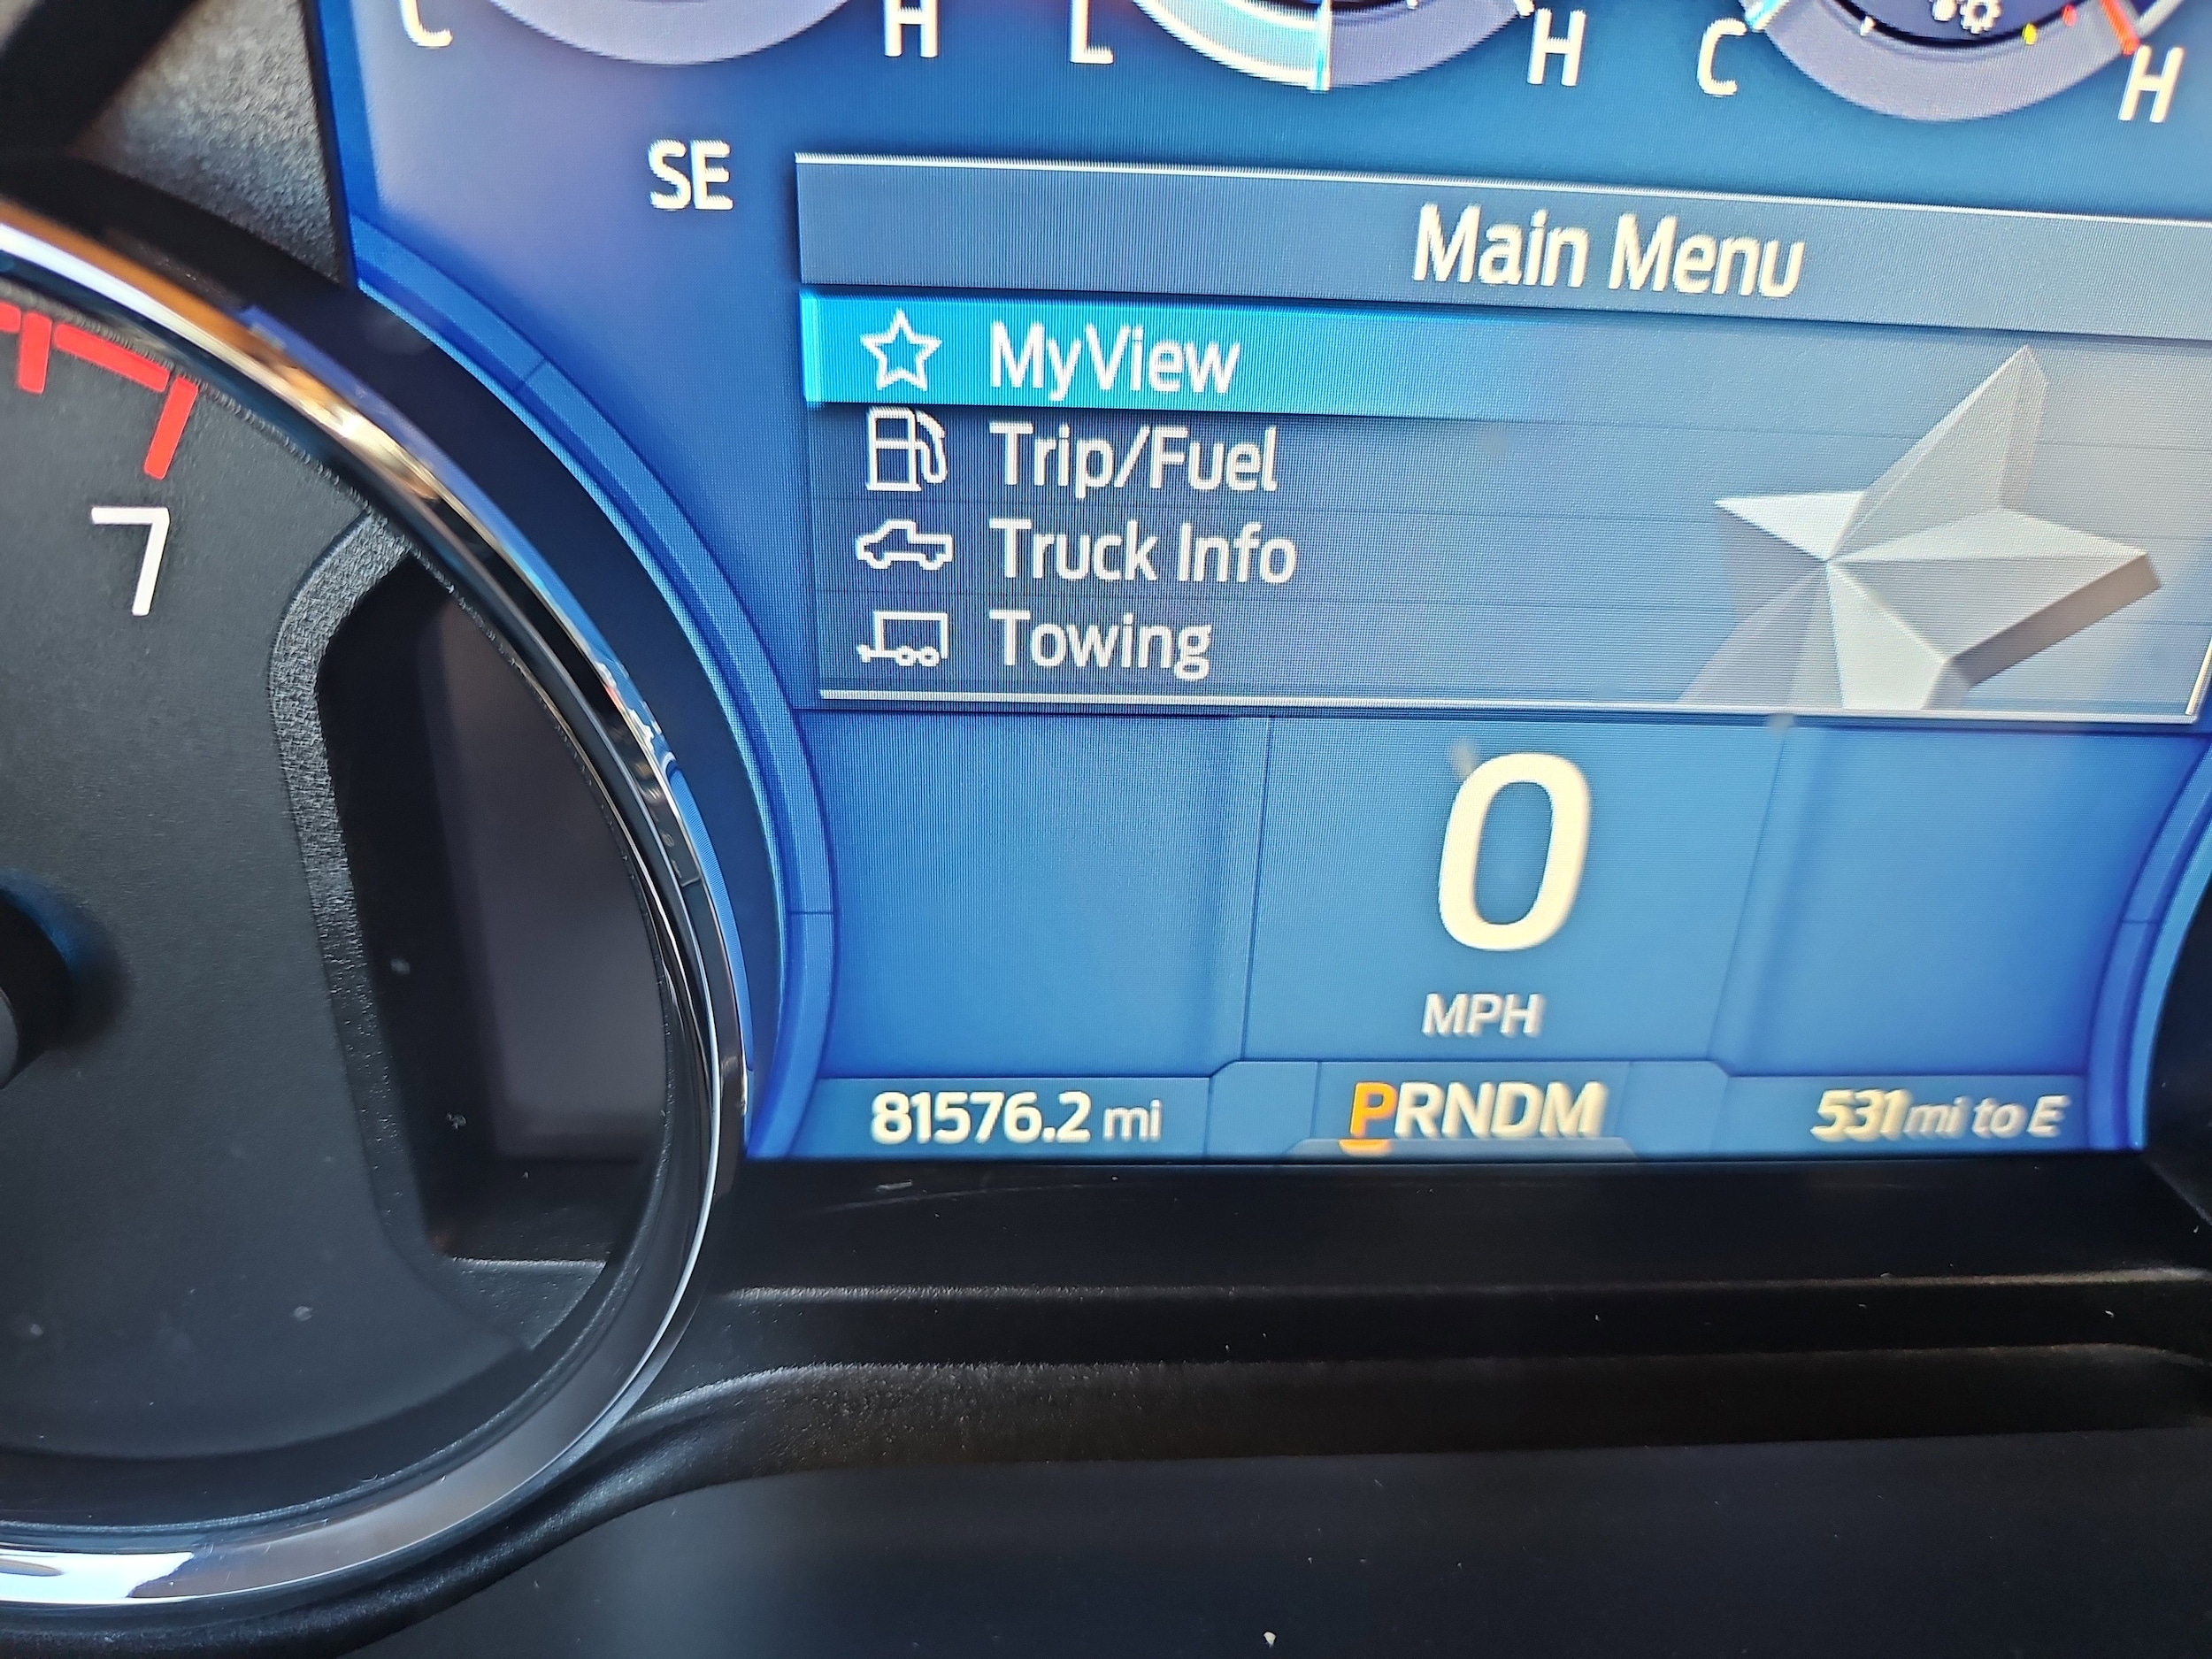 C H L H C H
SE
Main Menu
MyView
Trip/Fuel
Truck Info
Towing
7
0
MPH
81576.2 mi PRNDM 531 mi to E